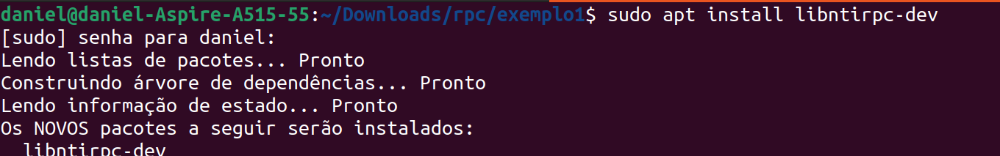 daniel@daniel-Aspire-A515-55:~/Downloads/rpc/exemplo1$ sudo apt install libntirpc-dev
[sudo] senha para daniel:
Lendo listas de pacotes... Pronto
Construindo árvore de dependências... Pronto
Lendo informação de estado... Pronto
Os NOVOS pacotes a seguir serão instalados:
  libntirpc-dev